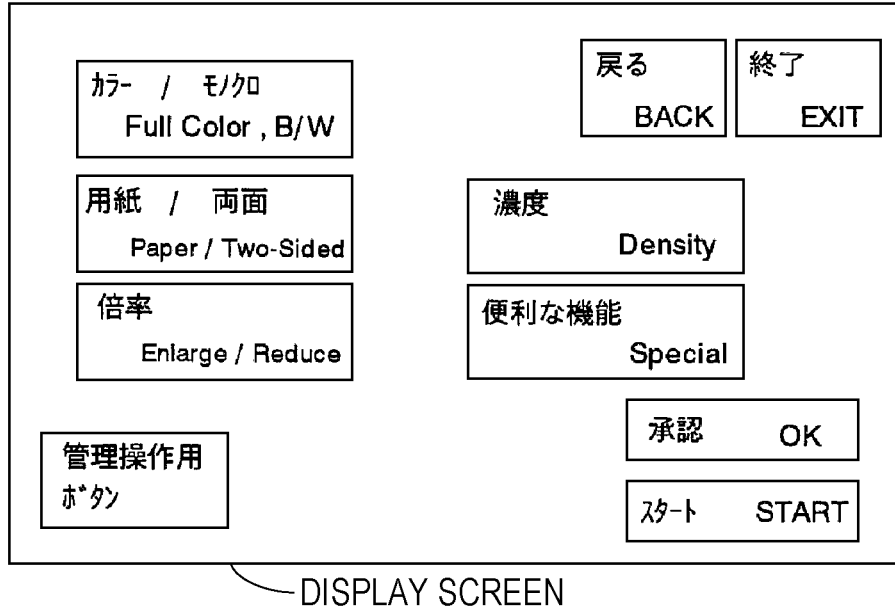 ｶﾗｰ / ﾓﾉｸﾛ
Full Color , B/W
戻る
BACK
終了
EXIT
用紙 / 両面
Paper / Two-Sided
濃度
Density
倍率
Enlarge / Reduce
便利な機能
Special
承認 OK
管理操作用
ﾎﾞﾀﾝ
ｽﾀｰﾄ START
DISPLAY SCREEN